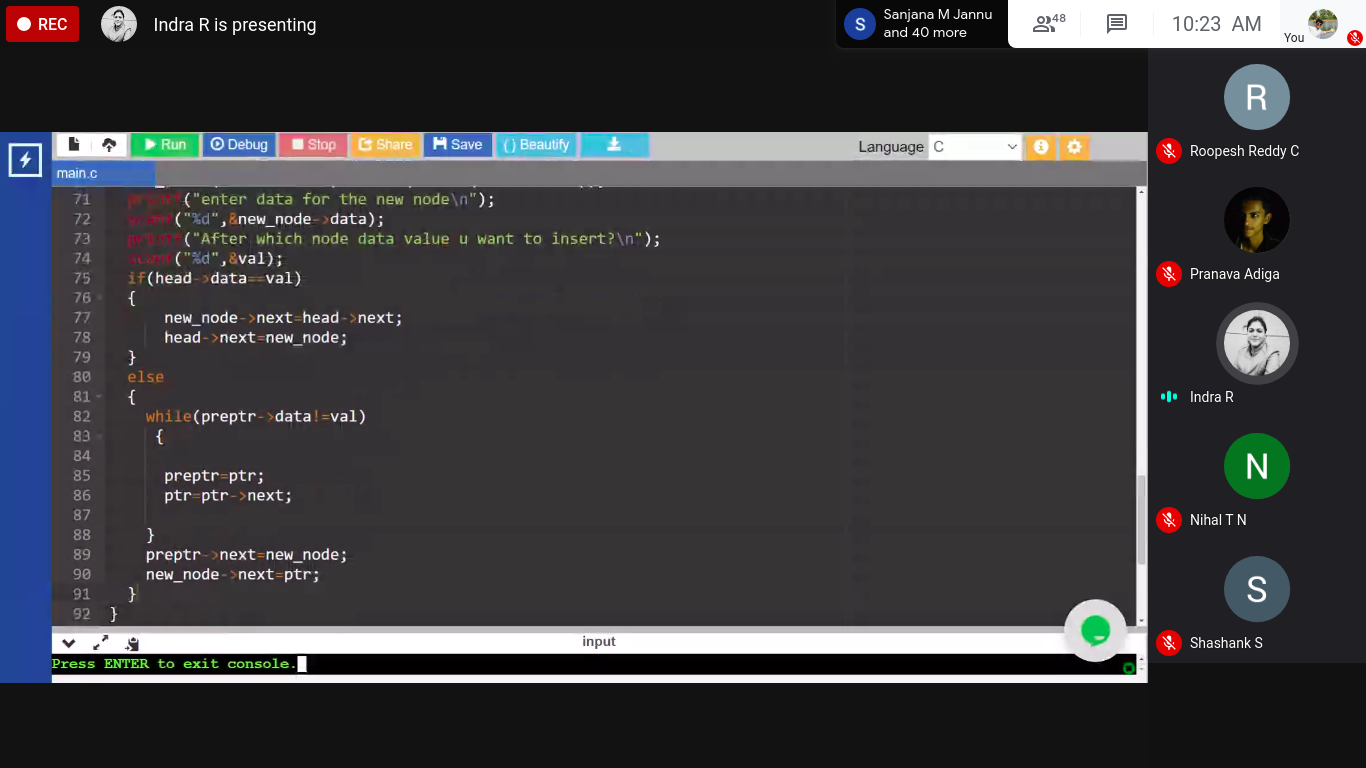 REC
Indra R is presenting
S
Sanjana M Jannu
and 40 more
48
10:23 AM
You
Run
Debug
Stop
Share
Save
{ } Beautify
Language
C
main.c
71 printf("enter data for the new node\n");
72 scanf("%d",&new_node->data);
73 printf("After which node data value u want to insert?\n");
74 scanf("%d",&val);
75 if(head->data==val)
76 {
77 new_node->next=head->next;
78 head->next=new_node;
79 }
80 else
81 {
82 while(preptr->data!=val)
83 {
84
85 preptr=ptr;
86 ptr=ptr->next;
87
88 }
89 preptr->next=new_node;
90 new_node->next=ptr;
91 }
92 }
input
Press ENTER to exit console.
R
Roopesh Reddy C
Pranava Adiga
Indra R
N
Nihal T N
S
Shashank S